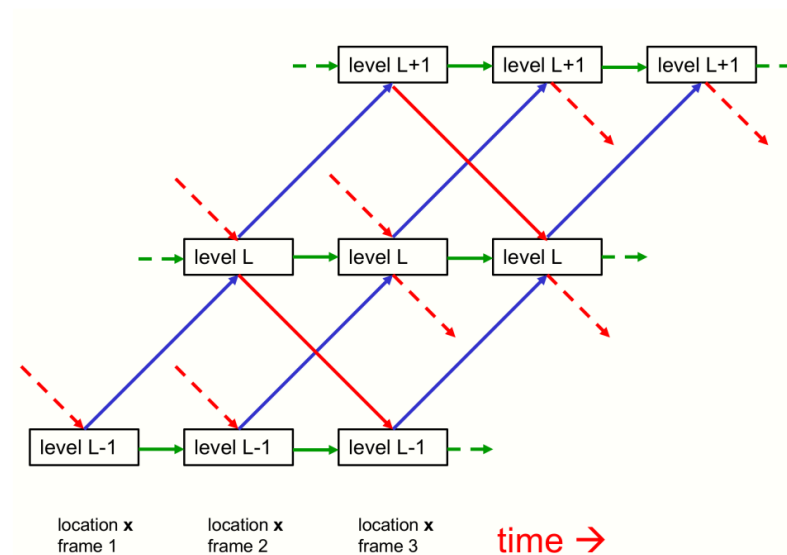 level L+1 level L+1 level L+1
level L level L level L
level L-1 level L-1 level L-1
location x location x location x
frame 1 frame 2 frame 3
time →